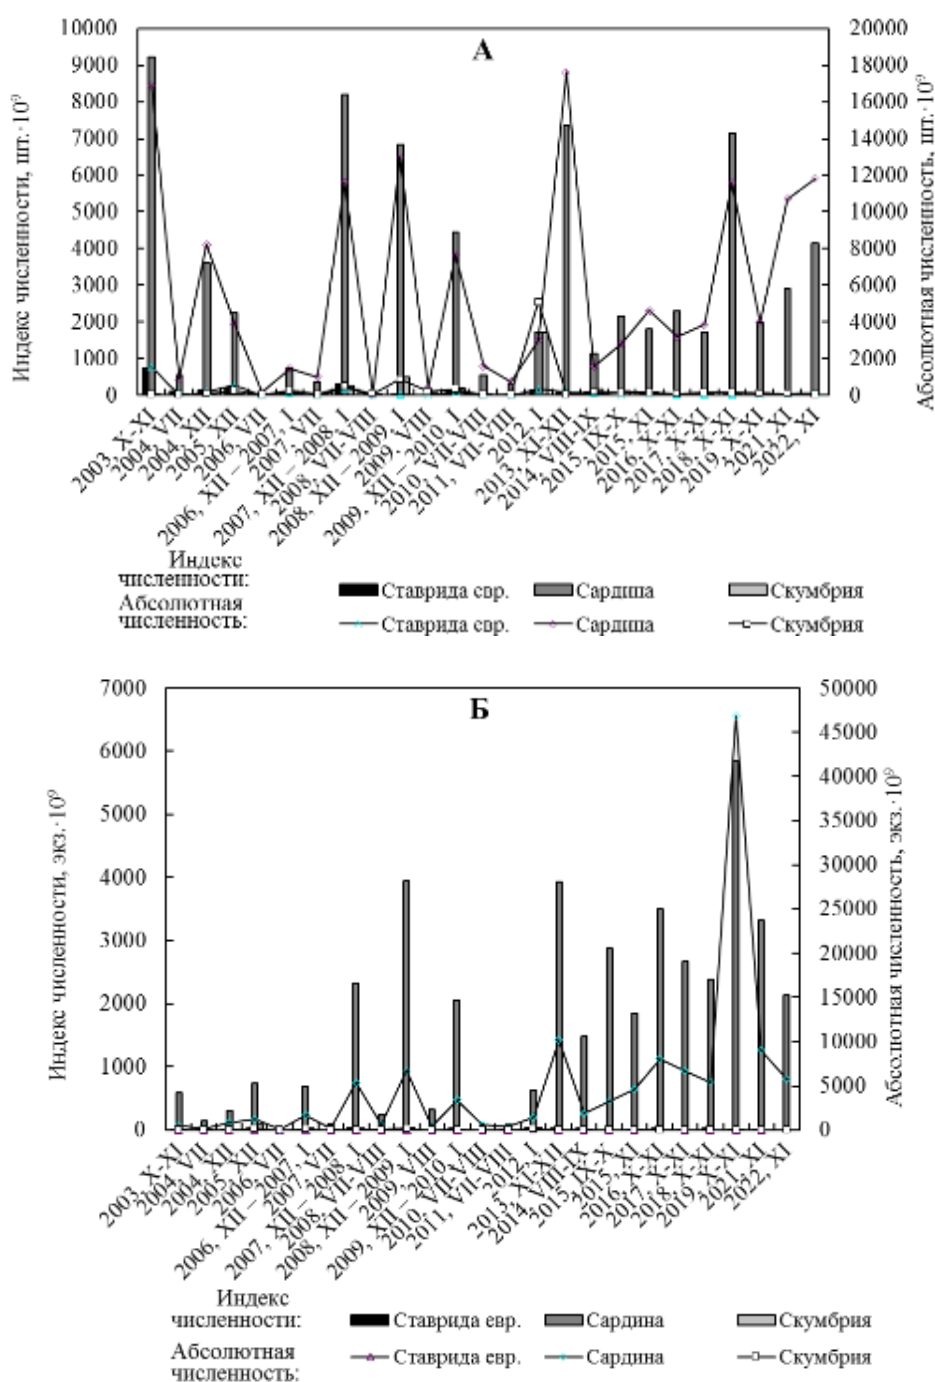 А
Индекс численности, шт.·10⁹
10000
9000
8000
7000
6000
5000
4000
3000
2000
1000
0
20000
18000
16000
14000
12000
10000
8000
6000
4000
2000
0
Абсолютная численность, шт.·10⁹
2003, X-XI
2004, VII
2004, XII
2005, XII
2006, VII
2006, XII – 2007, I
2007, VII
2007, XII – 2008, I
2008, VII-VIII
2008, XII – 2009, I
2009, VIII
2009, XII – 2010, I
2010, VII-VIII
2011, VII-VIII
2012, I
2013, XI-XII
2014, VIII-IX
2015, IX-X
2015, XI
2016, X-XI
2017, X-XI
2018, X-XI
2019, X-XI
2021, XI
2022, XI
Индекс
численности:
Ставрида евр. Сардина Скумбрия
Абсолютная
численность:
Ставрида евр. Сардина Скумбрия
Б
Индекс численности, экз.·10⁹
7000
6000
5000
4000
3000
2000
1000
0
50000
45000
40000
35000
30000
25000
20000
15000
10000
5000
0
Абсолютная численность, экз.·10⁹
2003, X-XI
2004, VII
2004, XII
2005, XII
2006, VII
2006, XII – 2007, I
2007, VII
2007, XII – 2008, I
2008, VII-VIII
2008, XII – 2009, I
2009, VIII
2009, XII – 2010, I
2010, VII-VIII
2011, VII-VIII
2012, I
2013, XI-XII
2014, VIII-IX
2015, IX-X
2015, XI
2016, X-XI
2017, X-XI
2018, X-XI
2019, X-XI
2021, XI
2022, XI
Индекс
численности:
Ставрида евр. Сардина Скумбрия
Абсолютная
численность:
Ставрида евр. Сардина Скумбрия